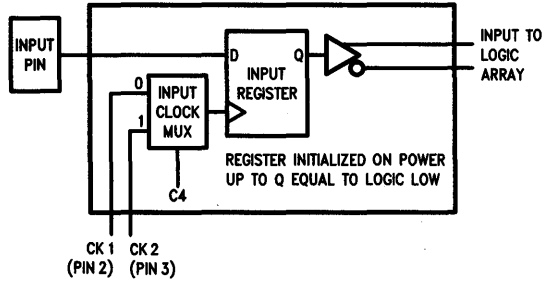 INPUT
PIN
D
Q
INPUT
REGISTER
INPUT TO
LOGIC
ARRAY
0
1
INPUT
CLOCK
MUX
C4
REGISTER INITIALIZED ON POWER
UP TO Q EQUAL TO LOGIC LOW
CK 1
(PIN 2)
CK 2
(PIN 3)